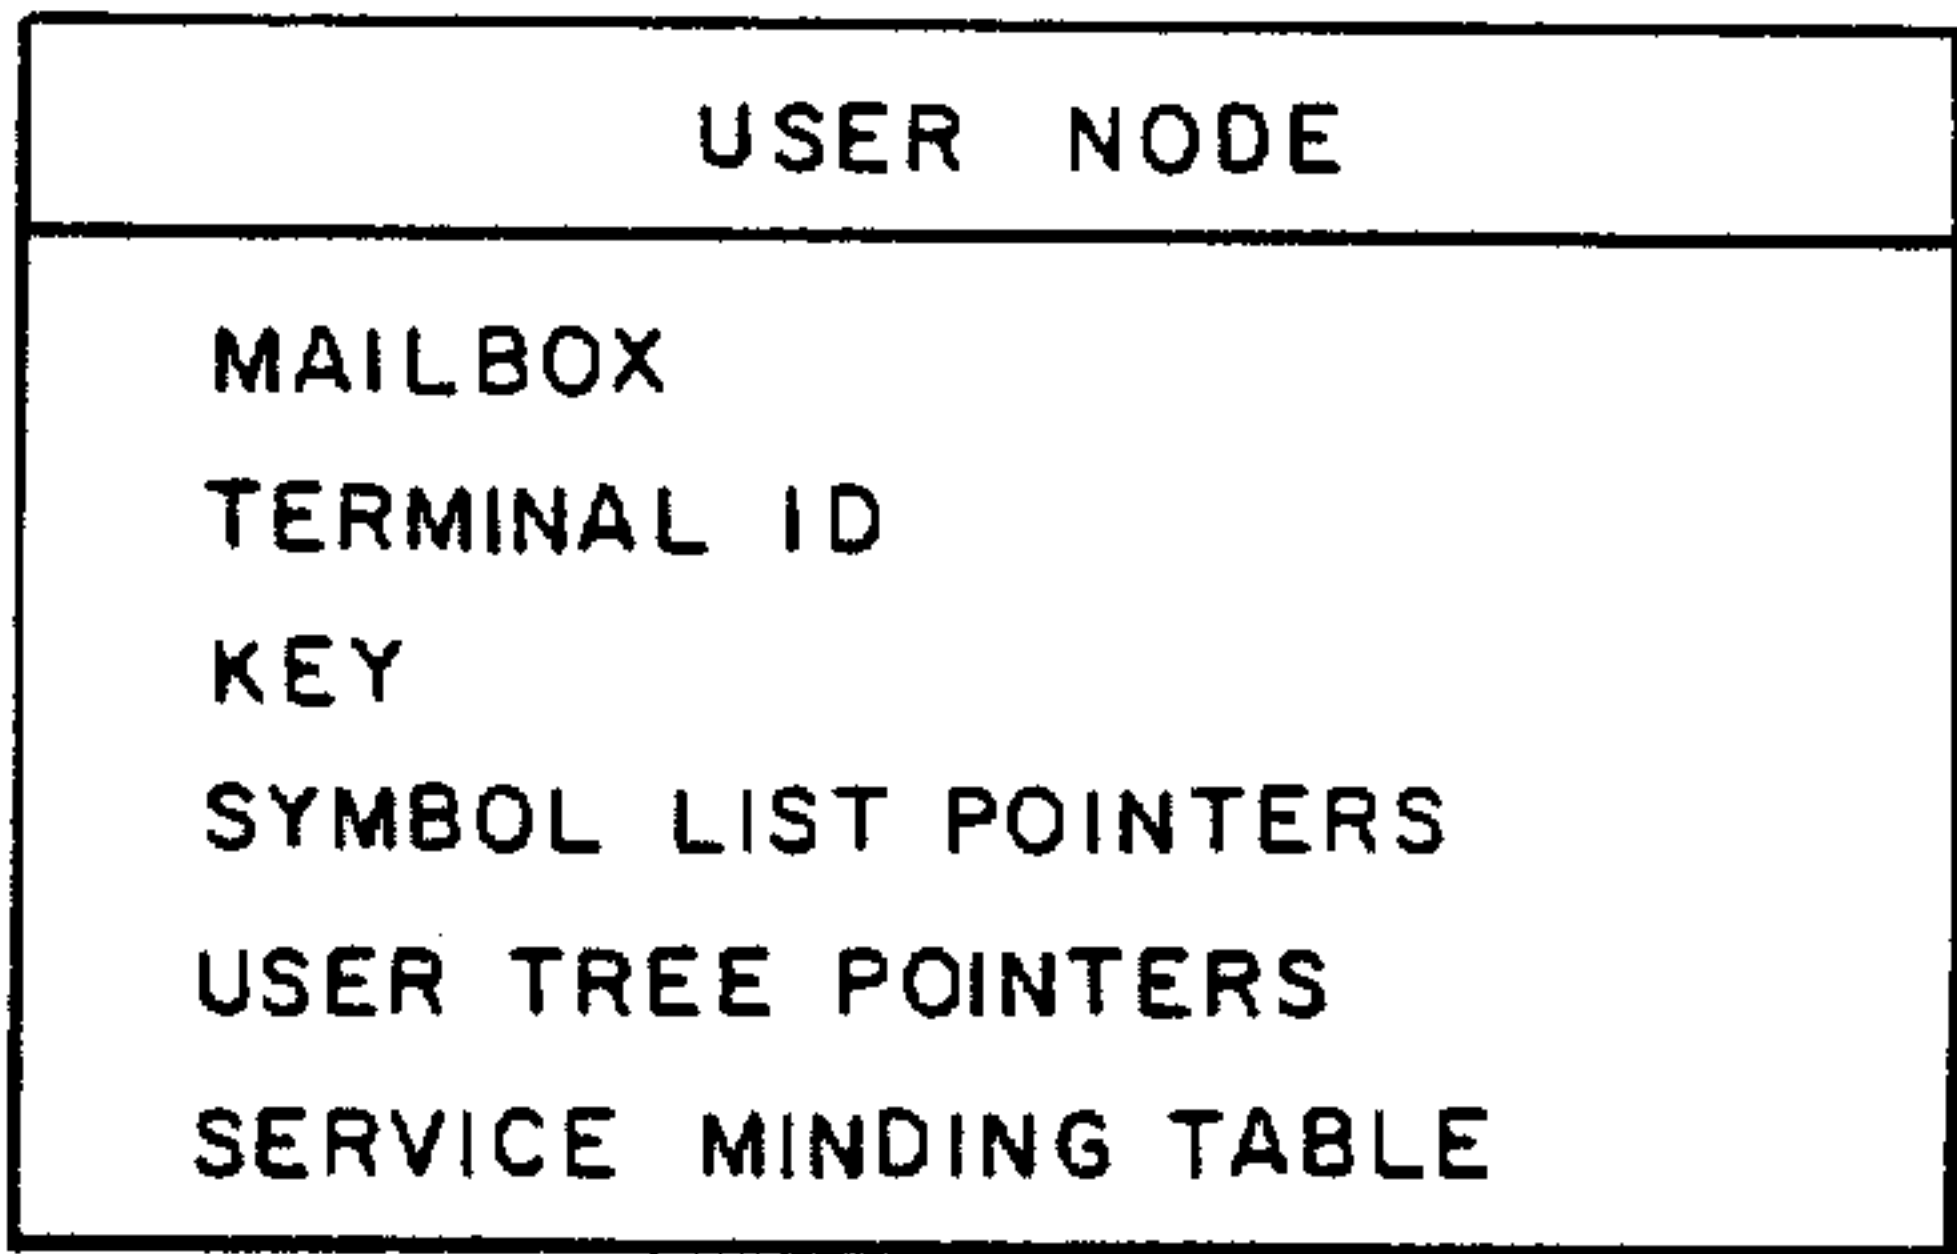 USER NODE
MAILBOX
TERMINAL ID
KEY
SYMBOL LIST POINTERS
USER TREE POINTERS
SERVICE MINDING TABLE